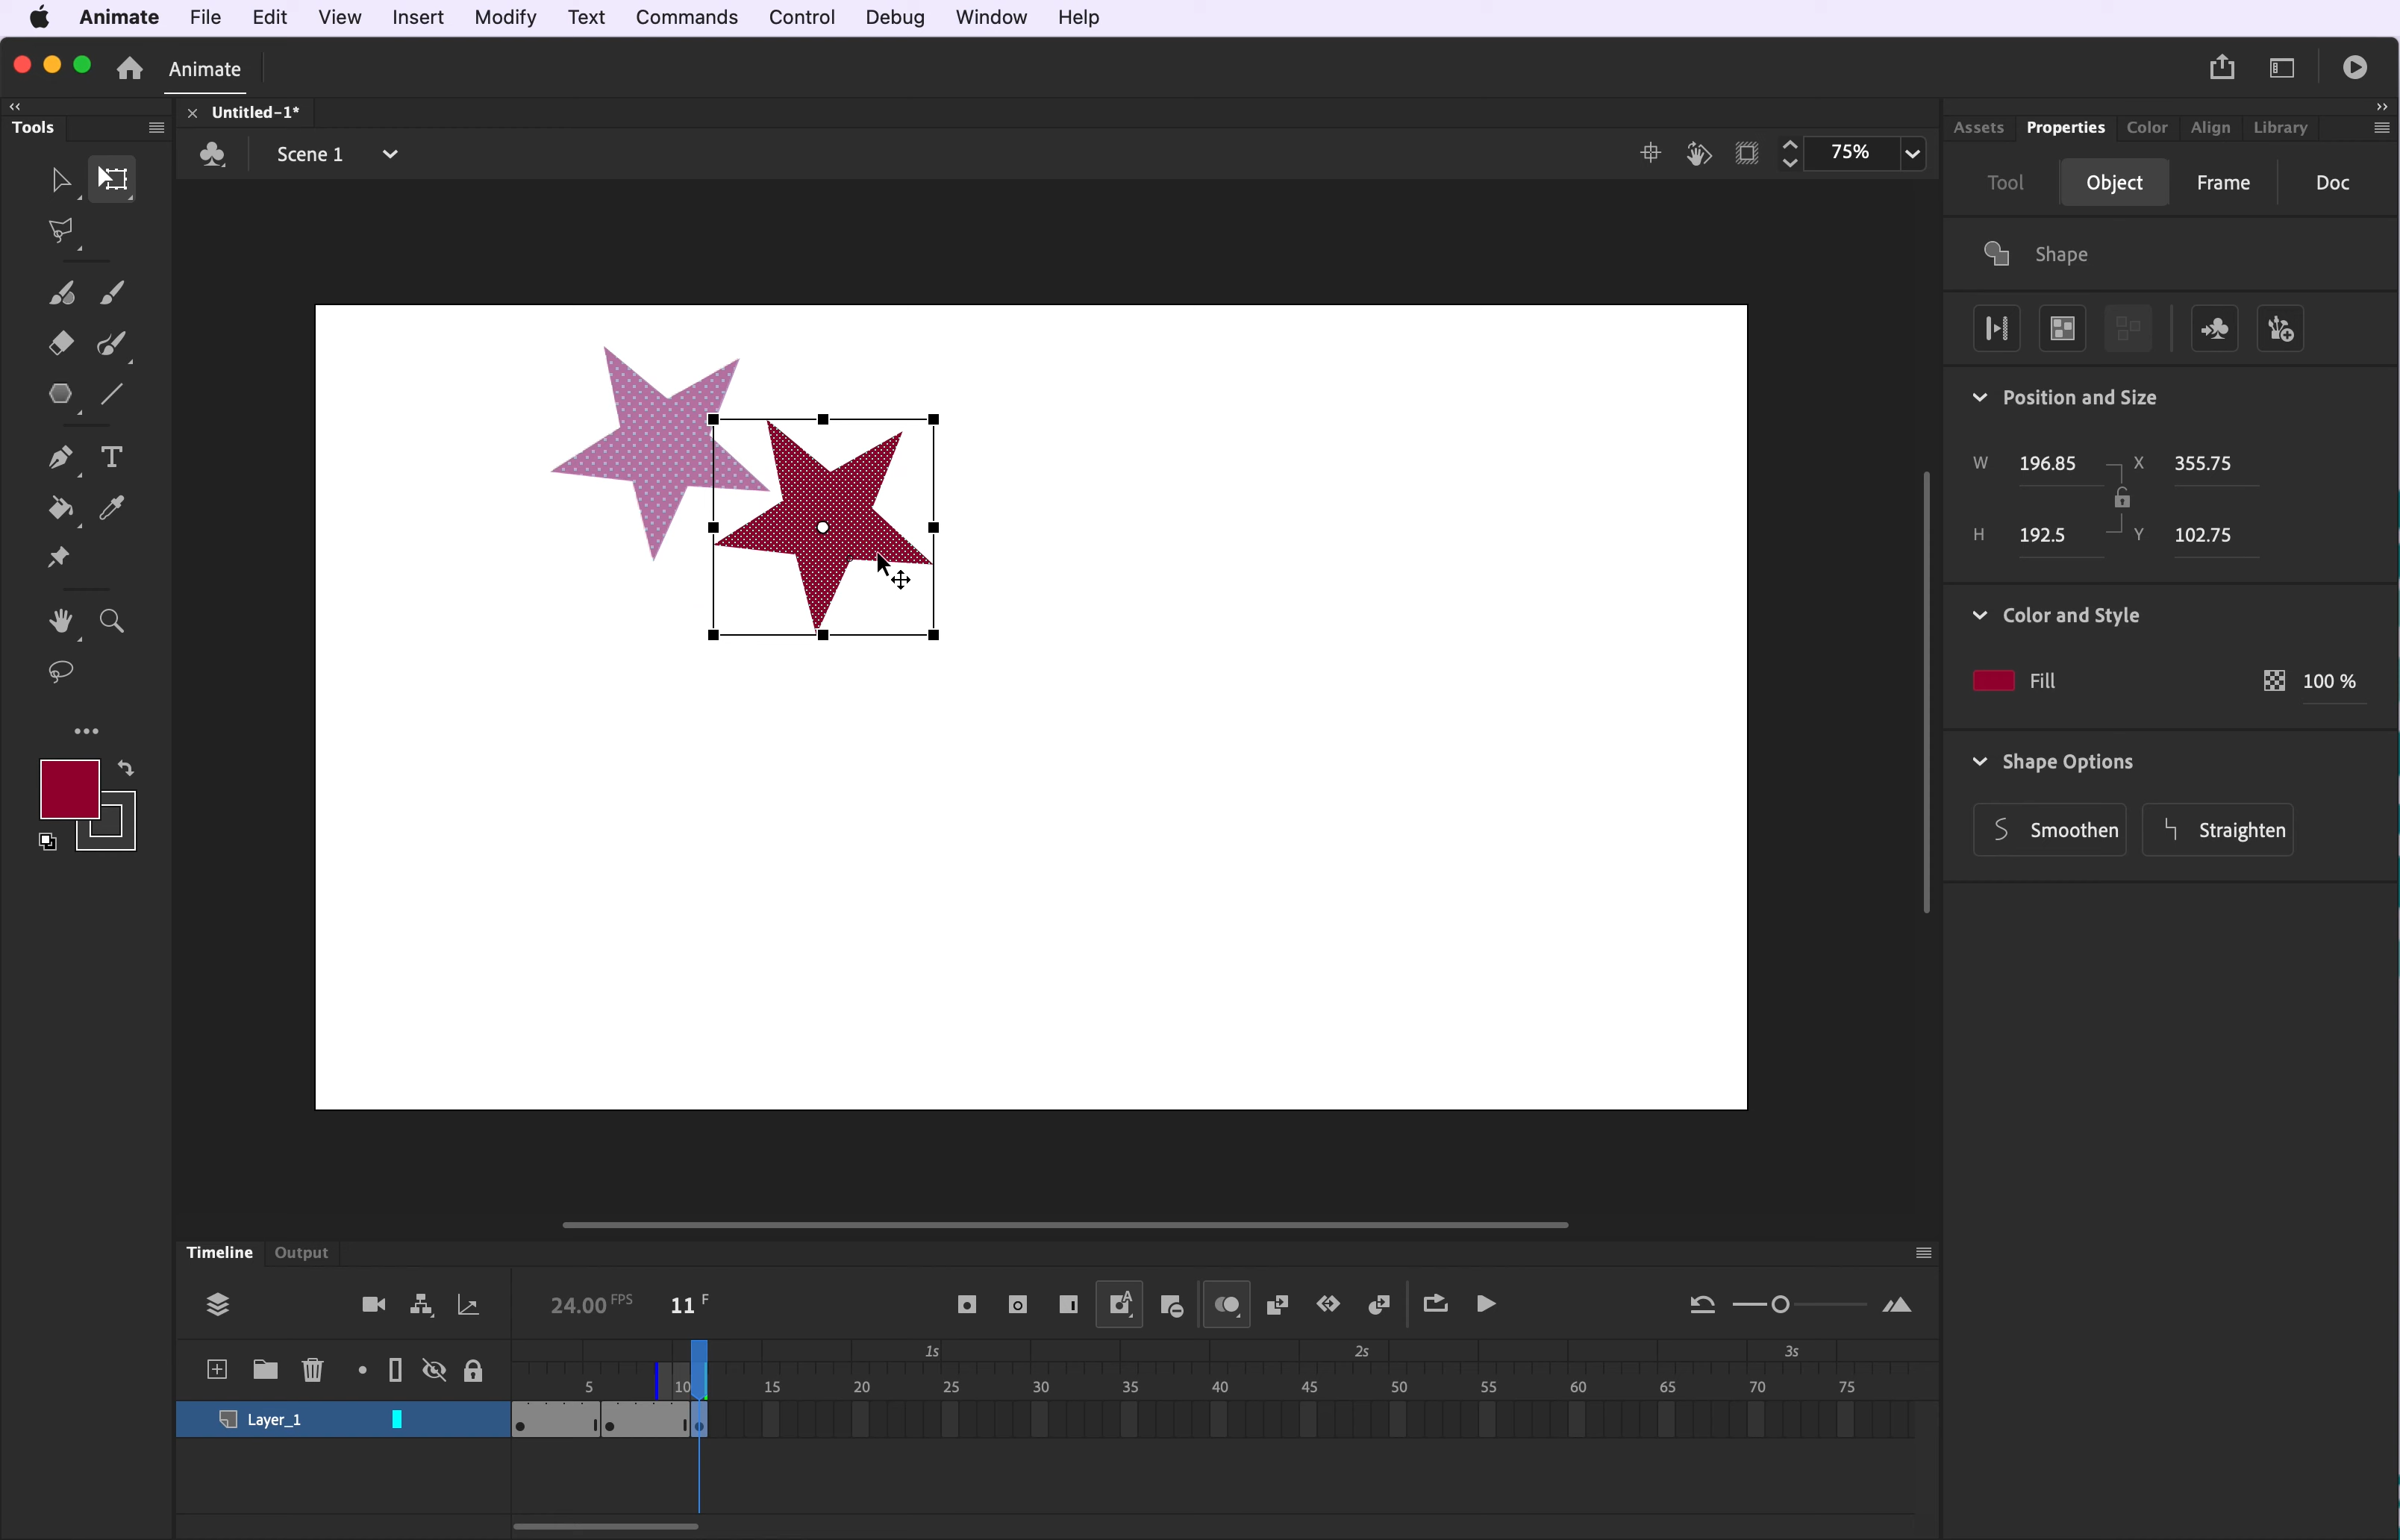 Animate File Edit View Insert Modify Text Commands Control Debug Window Help
Animate
Tools
Untitled-1*
Scene 1
75%
Assets Properties Color Align Library
Tool Object Frame Doc
Shape
Position and Size
W 196.85 X 355.75
H 192.5 Y 102.75
Color and Style
Fill 100 %
Shape Options
Smoothen Straighten
Timeline Output
24.00 FPS 11 F
1s 2s 3s
5 10 15 20 25 30 35 40 45 50 55 60 65 70 75
Layer_1